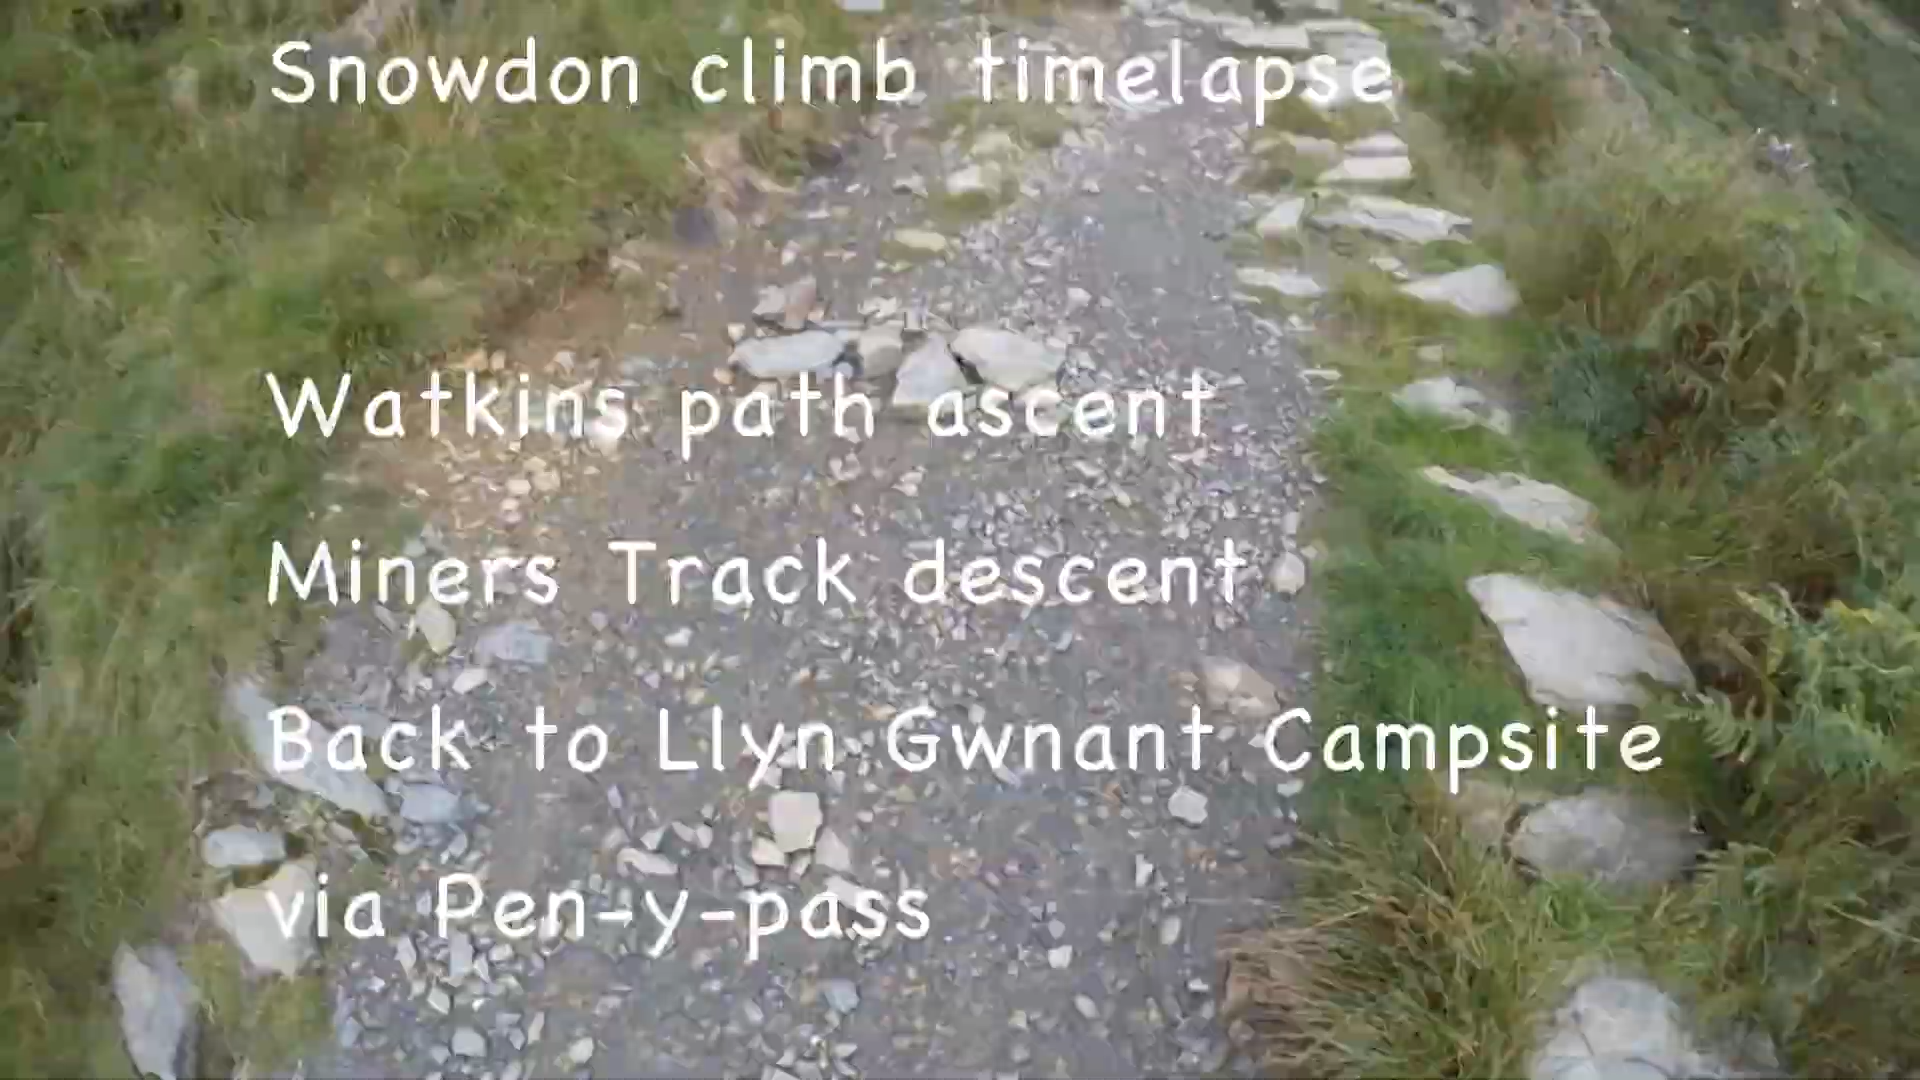 Snowdon climb timelapse
Watkins path ascent
Miners Track descent
Back to Llyn Gwnant Campsite
via Pen-y-pass